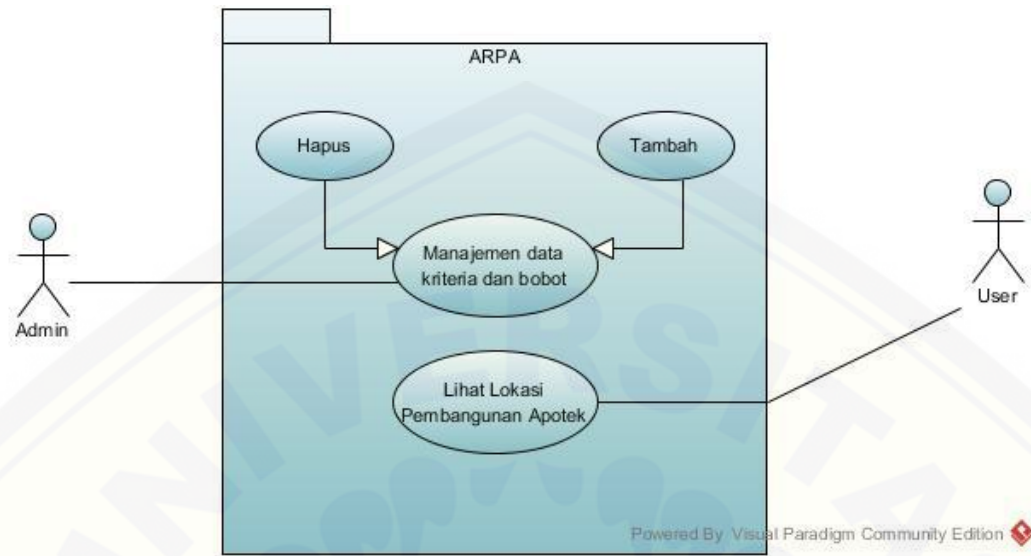 ARPA
Hapus
Tambah
Manajemen data
kriteria dan bobot
Admin
User
Lihat Lokasi
Pembangunan Apotek
UNIVERSITA
Powered By Visual Paradigm Community Edition